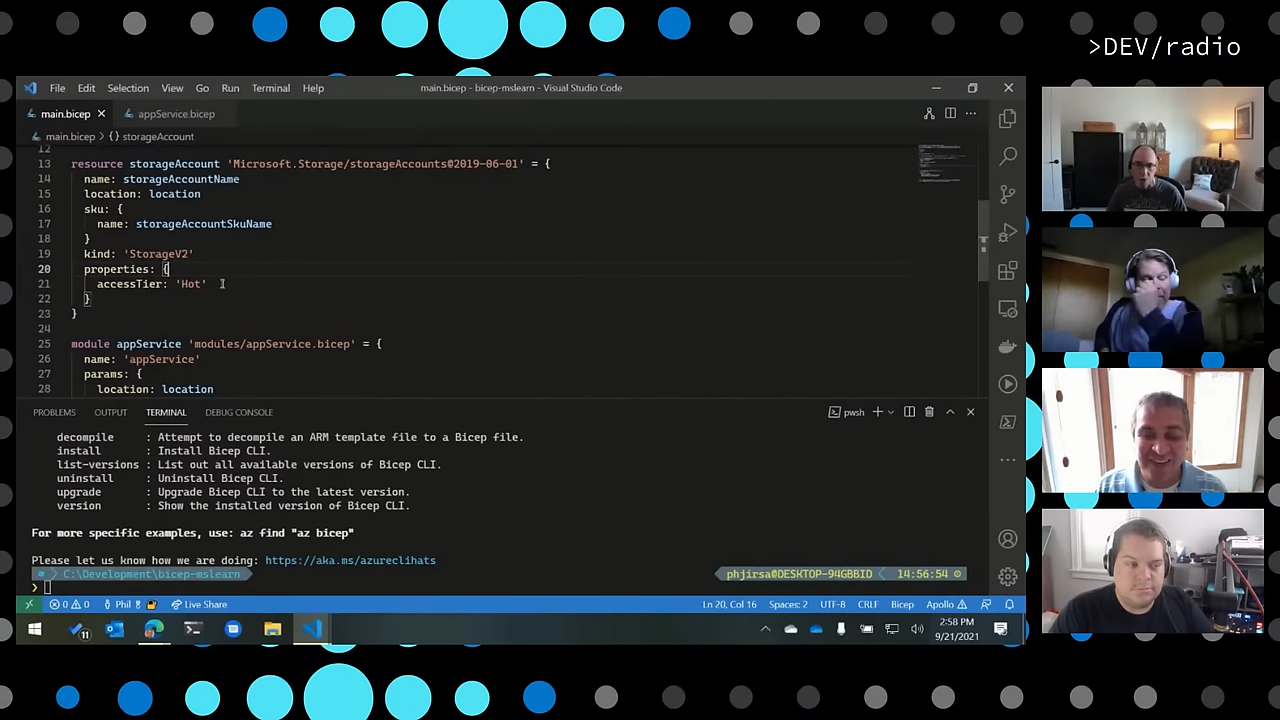 >DEV/radio
File Edit Selection View Go Run Terminal Help main.bicep - bicep-mslearn - Visual Studio Code
main.bicep appService.bicep
main.bicep > {} storageAccount
12
13 resource storageAccount 'Microsoft.Storage/storageAccounts@2019-06-01' = {
14 name: storageAccountName
15 location: location
16 sku: {
17 name: storageAccountSkuName
18 }
19 kind: 'StorageV2'
20 properties: {
21 accessTier: 'Hot'
22 }
23 }
24
25 module appService 'modules/appService.bicep' = {
26 name: 'appService'
27 params: {
28 location: location
PROBLEMS OUTPUT TERMINAL DEBUG CONSOLE pwsh
decompile : Attempt to decompile an ARM template file to a Bicep file.
install : Install Bicep CLI.
list-versions : List out all available versions of Bicep CLI.
uninstall : Uninstall Bicep CLI.
upgrade : Upgrade Bicep CLI to the latest version.
version : Show the installed version of Bicep CLI.
For more specific examples, use: az find "az bicep"
Please let us know how we are doing: https://aka.ms/azureclihats
C:\Development\bicep-mslearn phjirsa@DESKTOP-94GBBID 14:56:54
0 0 Phil Live Share Ln 20, Col 16 Spaces: 2 UTF-8 CRLF Bicep Apollo
11 2:58 PM
9/21/2021